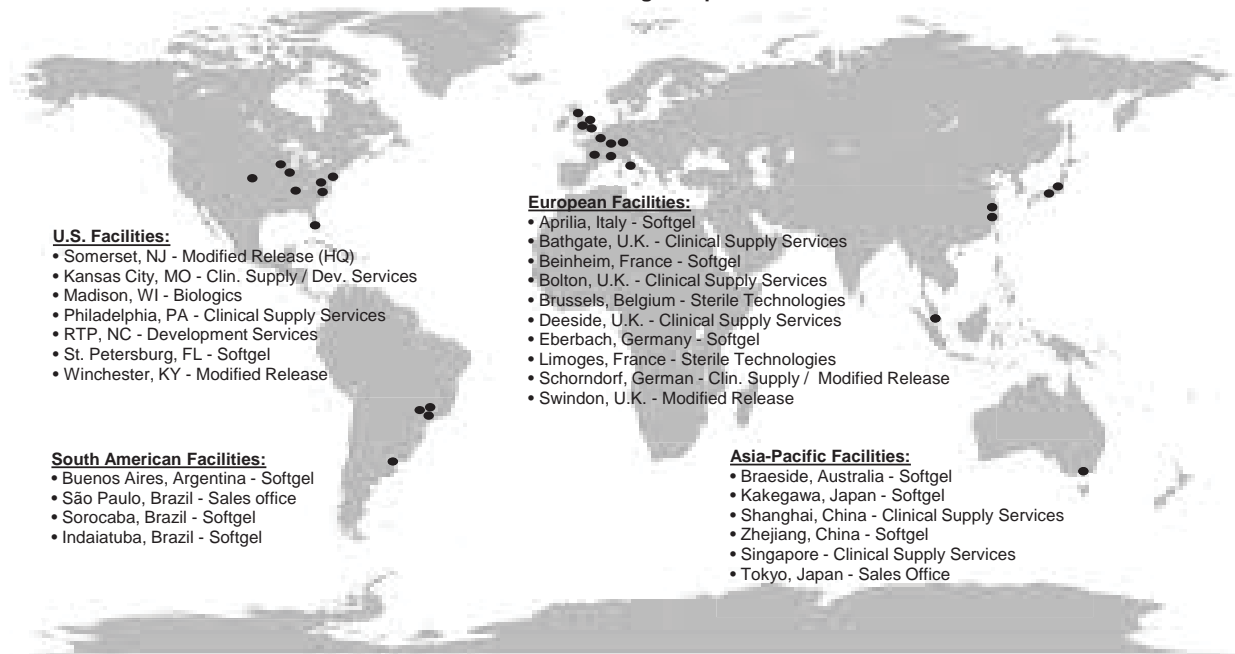 U.S. Facilities:
• Somerset, NJ - Modified Release (HQ)
• Kansas City, MO - Clin. Supply / Dev. Services
• Madison, WI - Biologics
• Philadelphia, PA - Clinical Supply Services
• RTP, NC - Development Services
• St. Petersburg, FL - Softgel
• Winchester, KY - Modified Release
European Facilities:
• Aprilia, Italy - Softgel
• Bathgate, U.K. - Clinical Supply Services
• Beinheim, France - Softgel
• Bolton, U.K. - Clinical Supply Services
• Brussels, Belgium - Sterile Technologies
• Deeside, U.K. - Clinical Supply Services
• Eberbach, Germany - Softgel
• Limoges, France - Sterile Technologies
• Schorndorf, German - Clin. Supply / Modified Release
• Swindon, U.K. - Modified Release
South American Facilities:
• Buenos Aires, Argentina - Softgel
• São Paulo, Brazil - Sales office
• Sorocaba, Brazil - Softgel
• Indaiatuba, Brazil - Softgel
Asia-Pacific Facilities:
• Braeside, Australia - Softgel
• Kakegawa, Japan - Softgel
• Shanghai, China - Clinical Supply Services
• Zhejiang, China - Softgel
• Singapore - Clinical Supply Services
• Tokyo, Japan - Sales Office